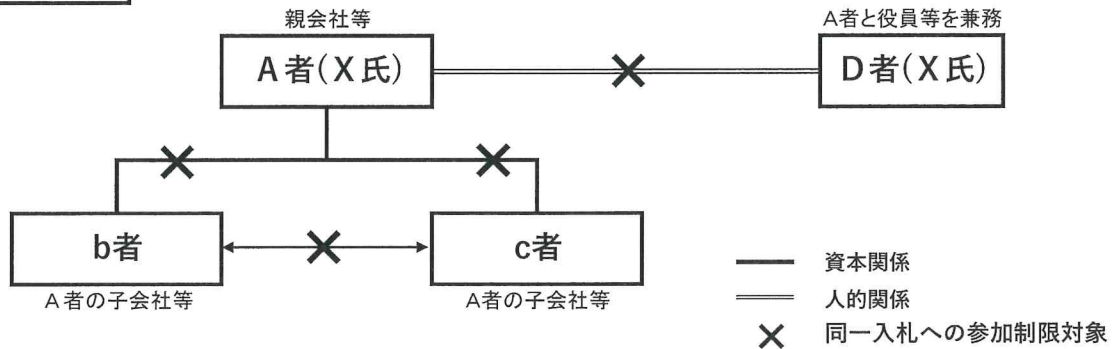 親会社等
A者と役員等を兼務
A者(X氏)
D者(X氏)
b者
c者
A者の子会社等
A者の子会社等
資本関係
人的関係
同一入札への参加制限対象